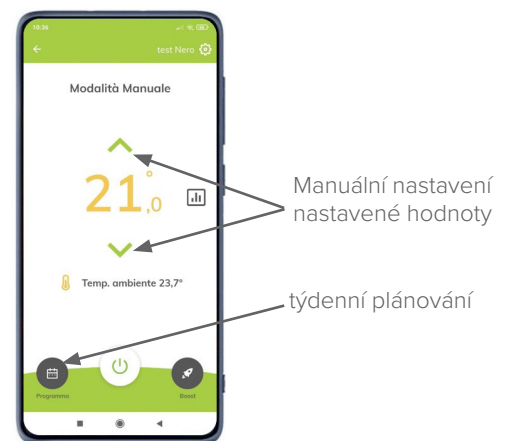 10:36
test Nero
Modalità Manuale
21°,0
Manuální nastavení
nastavené hodnoty
Temp. ambiente 23,7°
týdenní plánování
Programma
Boost